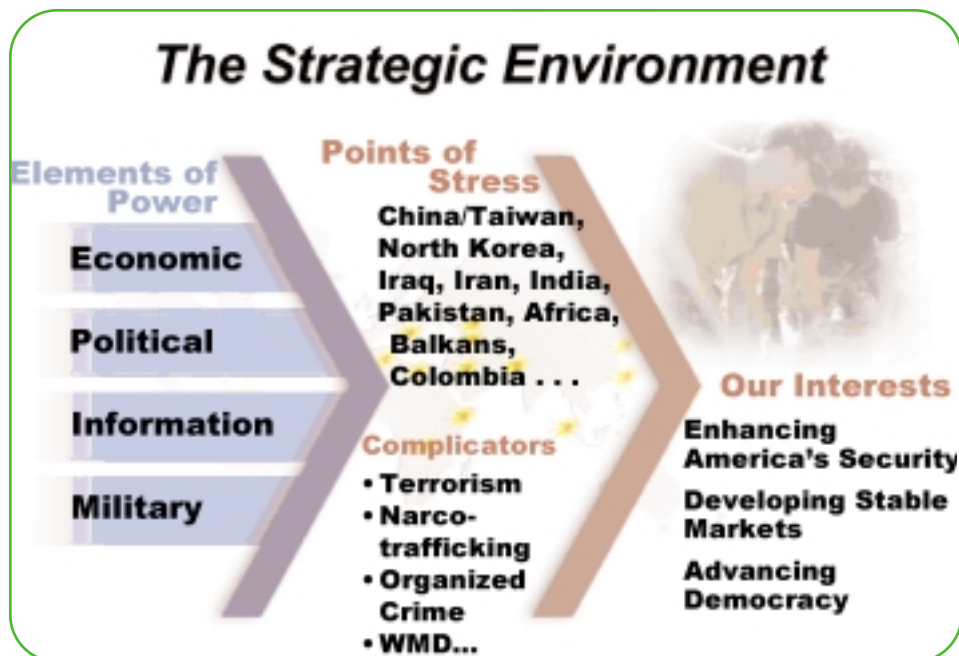 The Strategic Environment
Elements of
Power
Economic
Political
Information
Military
Points of
Stress
China/Taiwan,
North Korea,
Iraq, Iran, India,
Pakistan, Africa,
Balkans,
Colombia . . .
Complicators
• Terrorism
• Narco-
trafficking
• Organized
Crime
• WMD...
Our Interests
Enhancing
America's Security
Developing Stable
Markets
Advancing
Democracy